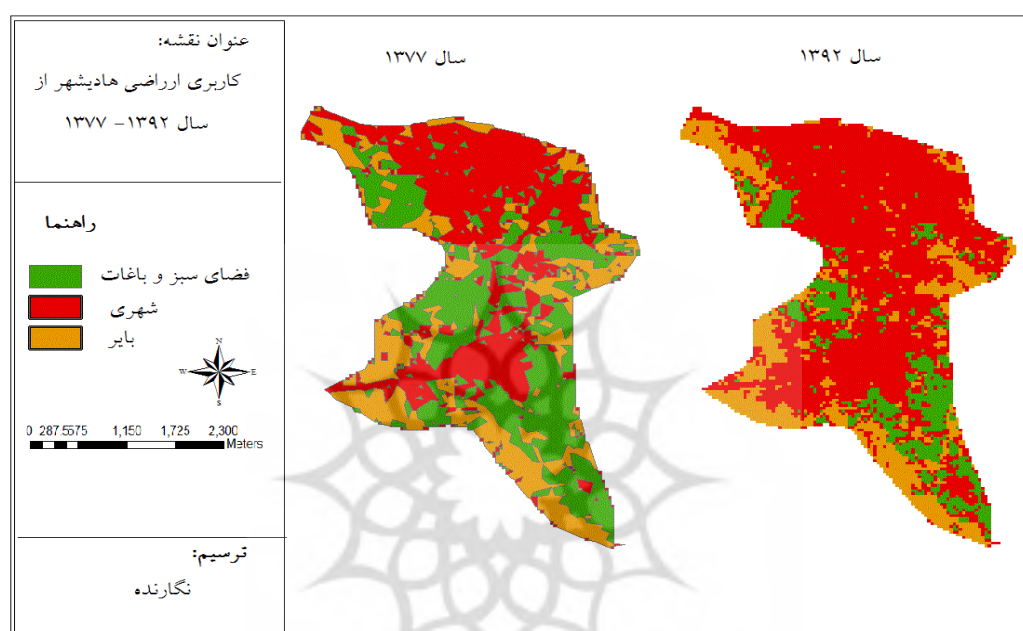 عنوان نقشه:
کاربری ارراضی هادیشهر از
سال ۱۳۹۲- ۱۳۷۷
راهنما
فضای سبز و باغات
شهری
بایر
N
W E
S
0 287.5575 1,150 1,725 2,300
Meters
ترسیم:
نگارنده
سال ۱۳۷۷
سال ۱۳۹۲